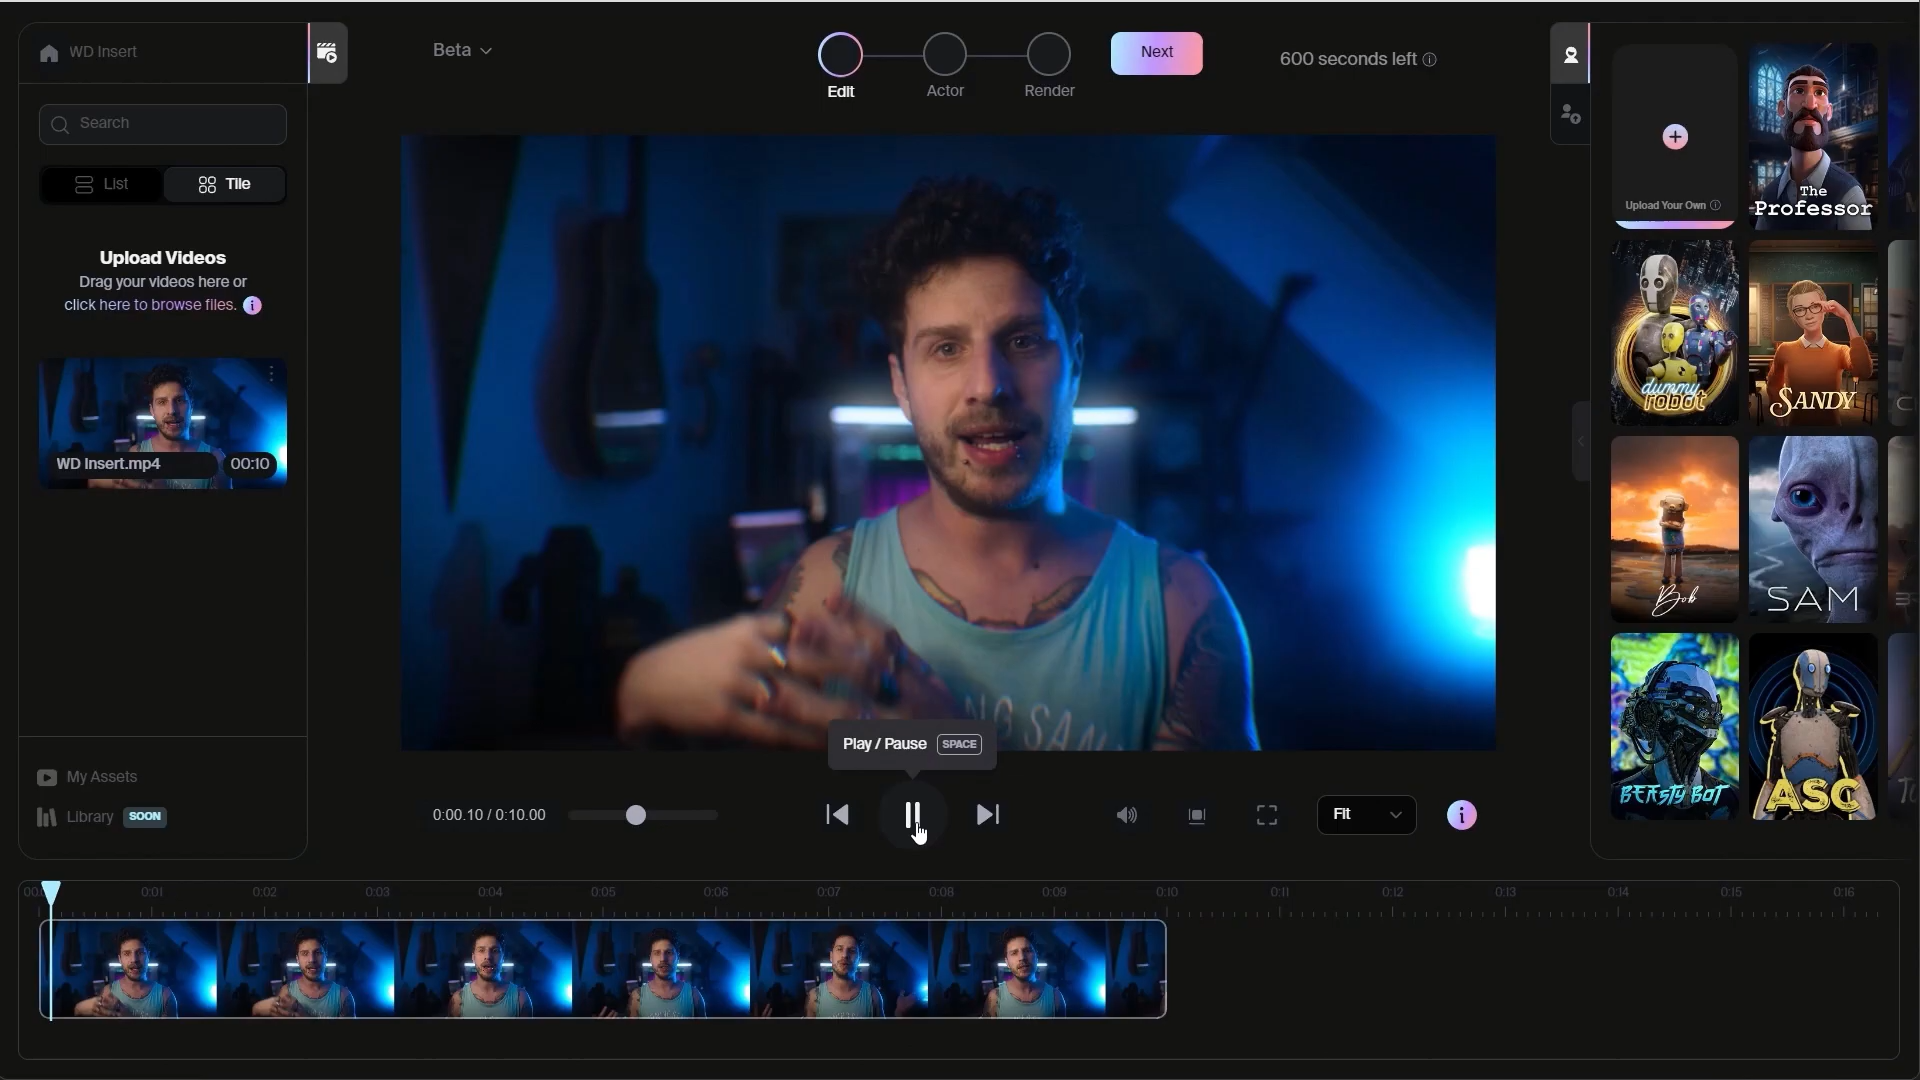 WD Insert
Beta
Edit
Actor
Render
Next
600 seconds left
Search
List
Tile
Upload Videos
Drag your videos here or
click here to browse files.
WD Insert.mp4
00:10
My Assets
Library SOON
Play / Pause SPACE
0:00.10 / 0:10.00
Fit
Upload Your Own
The
Professor
dummy
robot
SANDY
Bob
SAM
BEASTY BOT
ASC
0:01
0:02
0:03
0:04
0:05
0:06
0:07
0:08
0:09
0:10
0:11
0:12
0:13
0:14
0:15
0:16